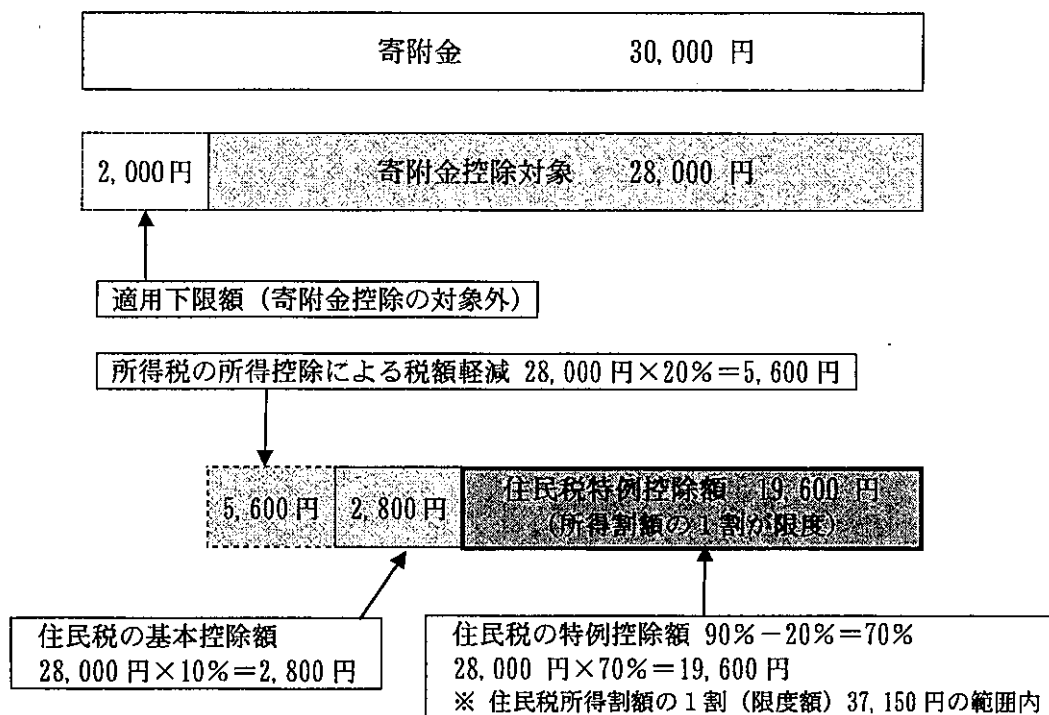 寄附金 30,000 円
2,000円 寄附金控除対象 28,000 円
適用下限額（寄附金控除の対象外）
所得税の所得控除による税額軽減 28,000 円×20%＝5,600 円
5,600円 2,800円 住民税特例控除額 19,600 円
（所得割額の1割が限度）
住民税の基本控除額
28,000 円×10%＝2,800 円
住民税の特例控除額 90%－20%＝70%
28,000 円×70%＝19,600 円
※ 住民税所得割額の1割（限度額）37,150 円の範囲内